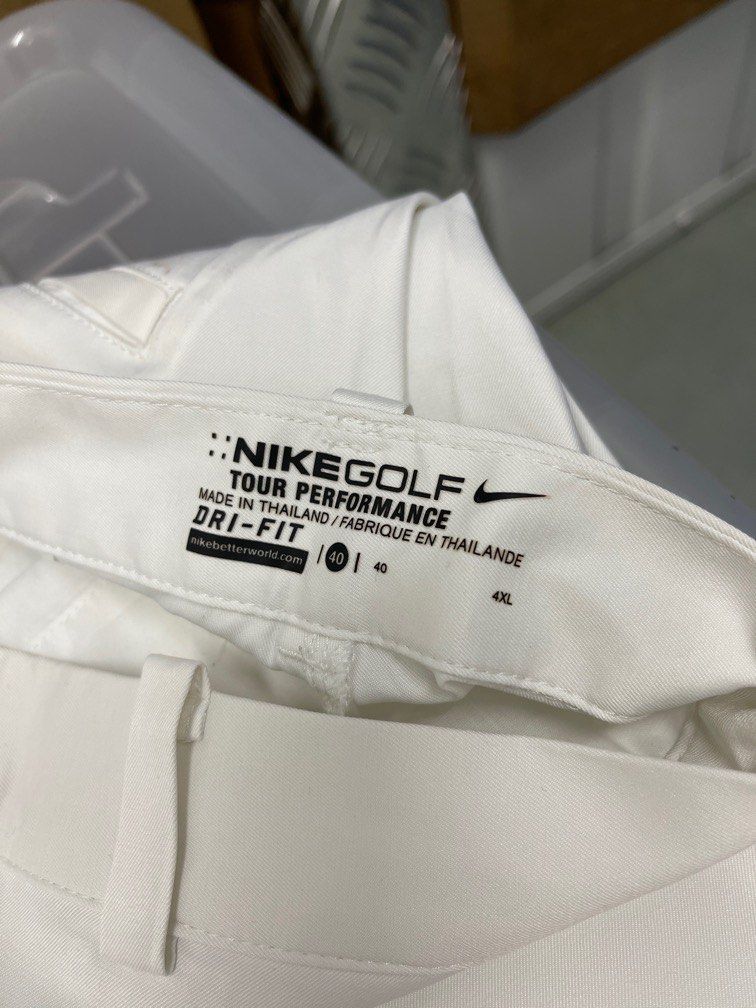 NIKEGOLF
TOUR PERFORMANCE
MADE IN THAILAND / FABRIQUE EN THAILANDE
DRI-FIT
nikebetterworld.com | 40 | 40
4XL